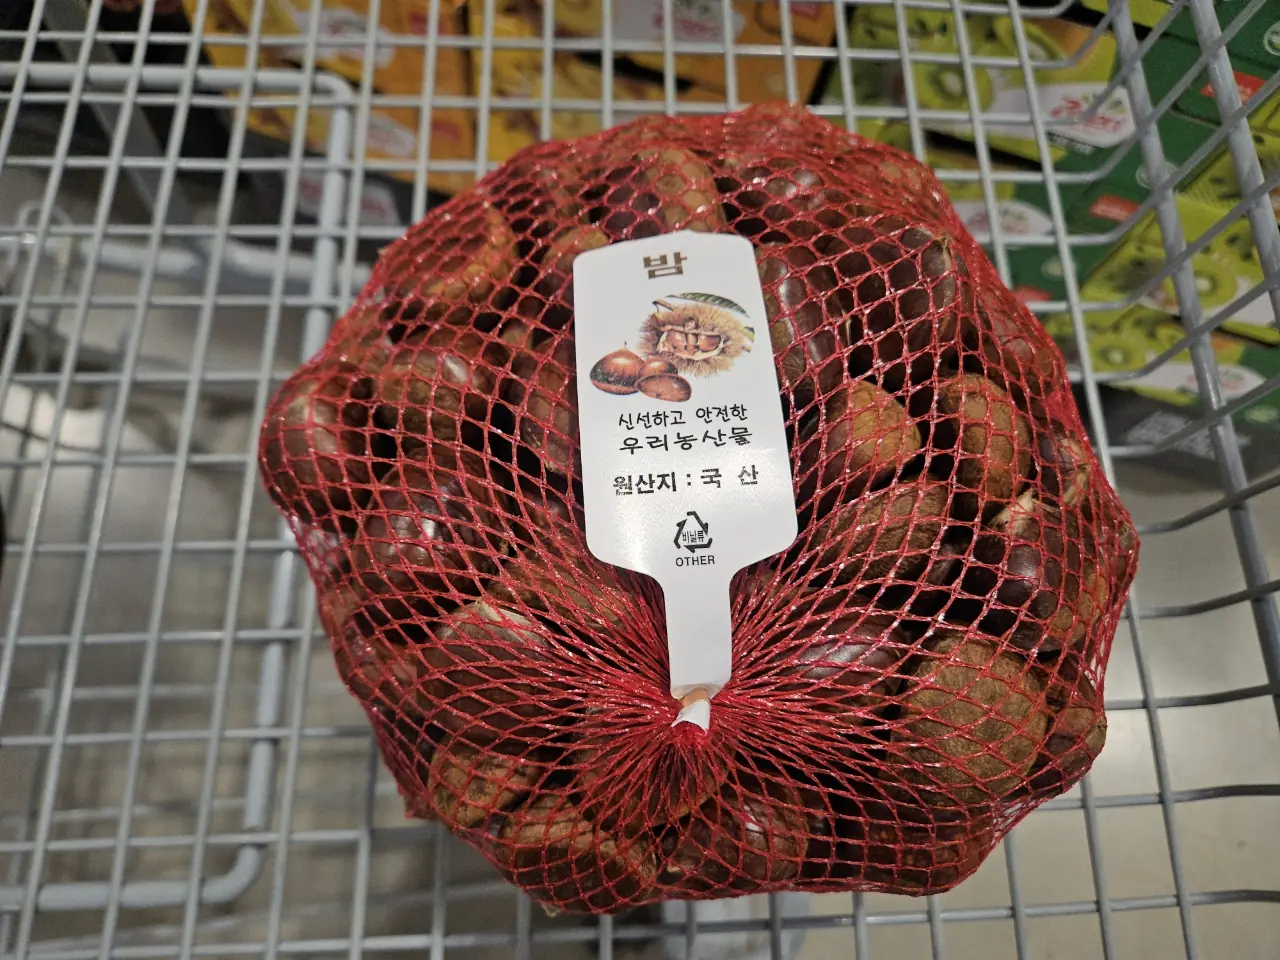 밤
신선하고 안전한
우리농산물
원산지 : 국 산
비닐류
OTHER